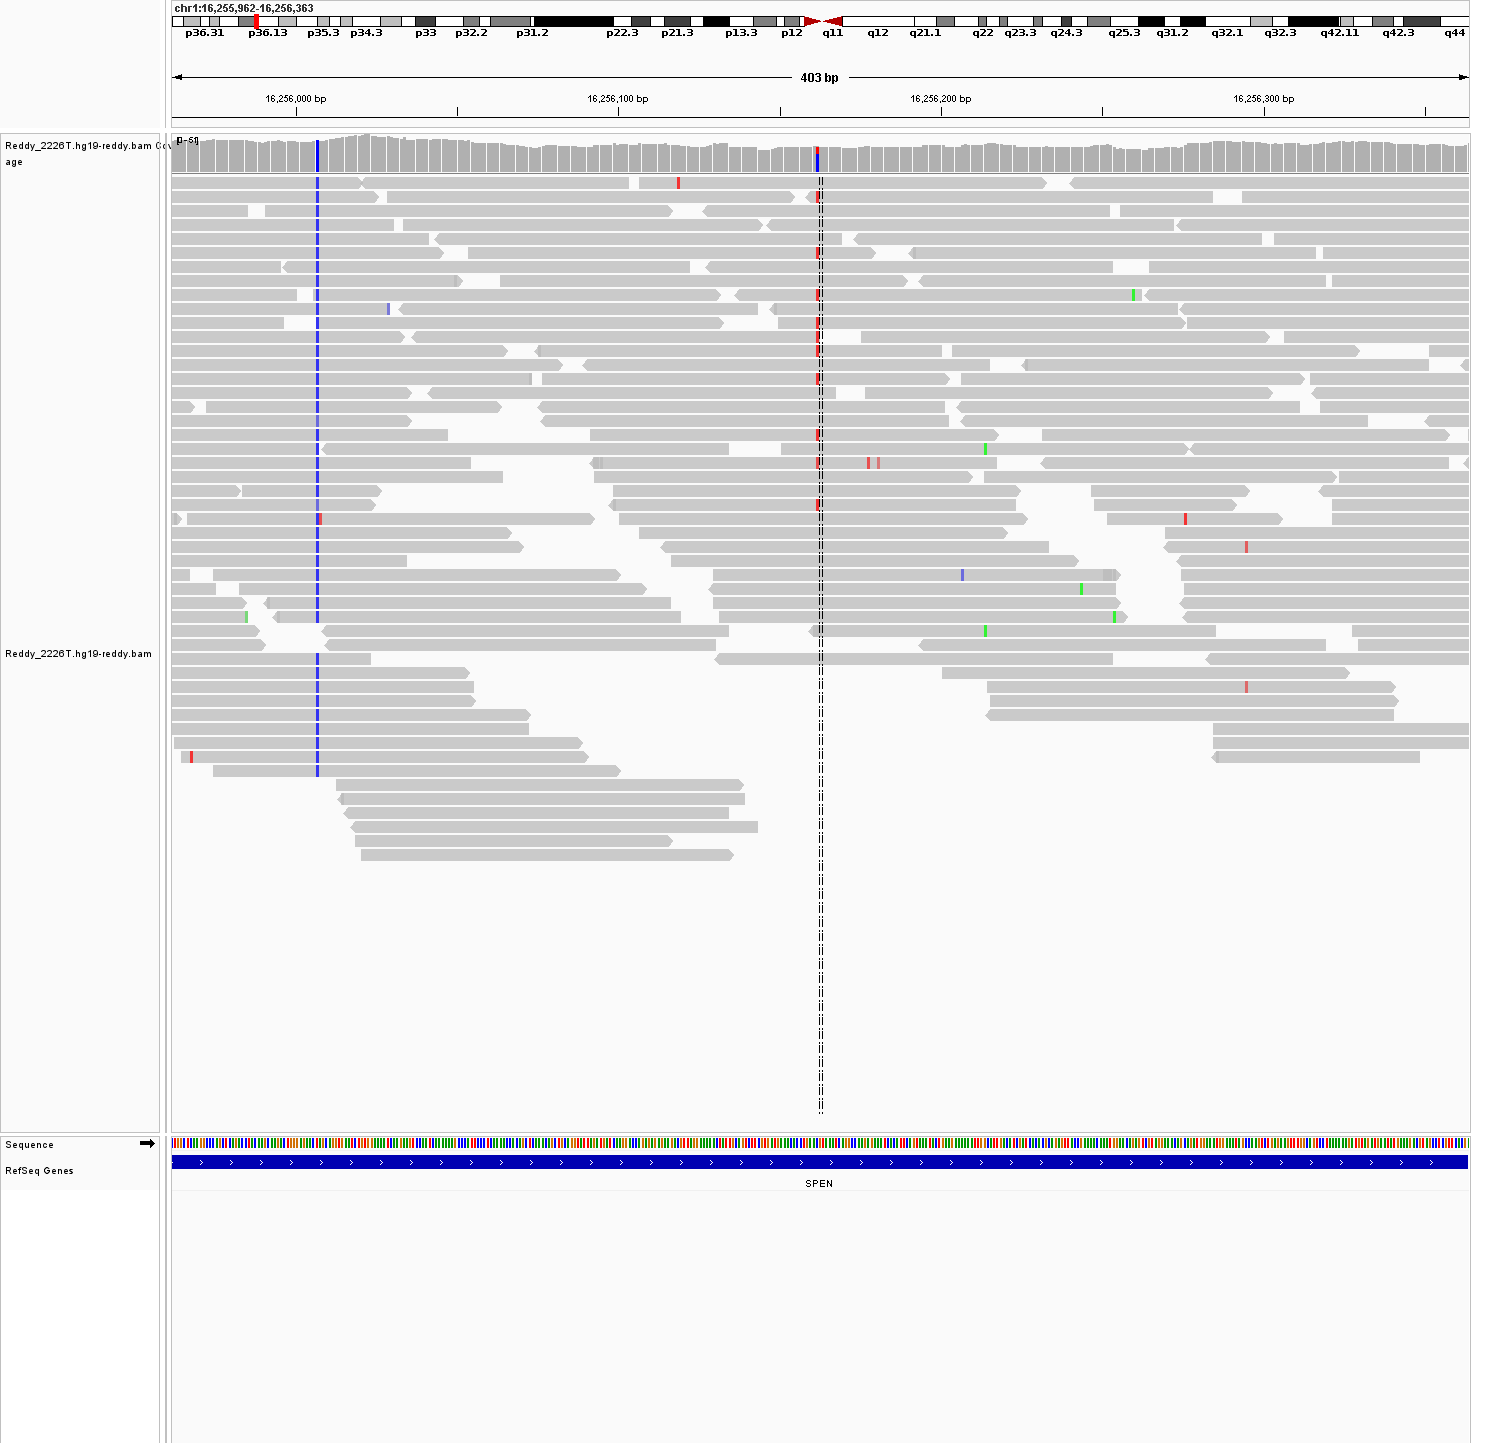 chr1:16,255,962-16,256,363
p36.31 p36.13 p35.3 p34.3 p33 p32.2 p31.2 p22.3 p21.3 p13.3 p12 q11 q12 q21.1 q22 q23.3 q24.3 q25.3 q31.2 q32.1 q32.3 q42.11 q42.3 q44
403 bp
16,256,000 bp 16,256,100 bp 16,256,200 bp 16,256,300 bp
[0-61]
Reddy_2226T.hg19-reddy.bam Cov
age
Reddy_2226T.hg19-reddy.bam
Sequence
RefSeq Genes
SPEN